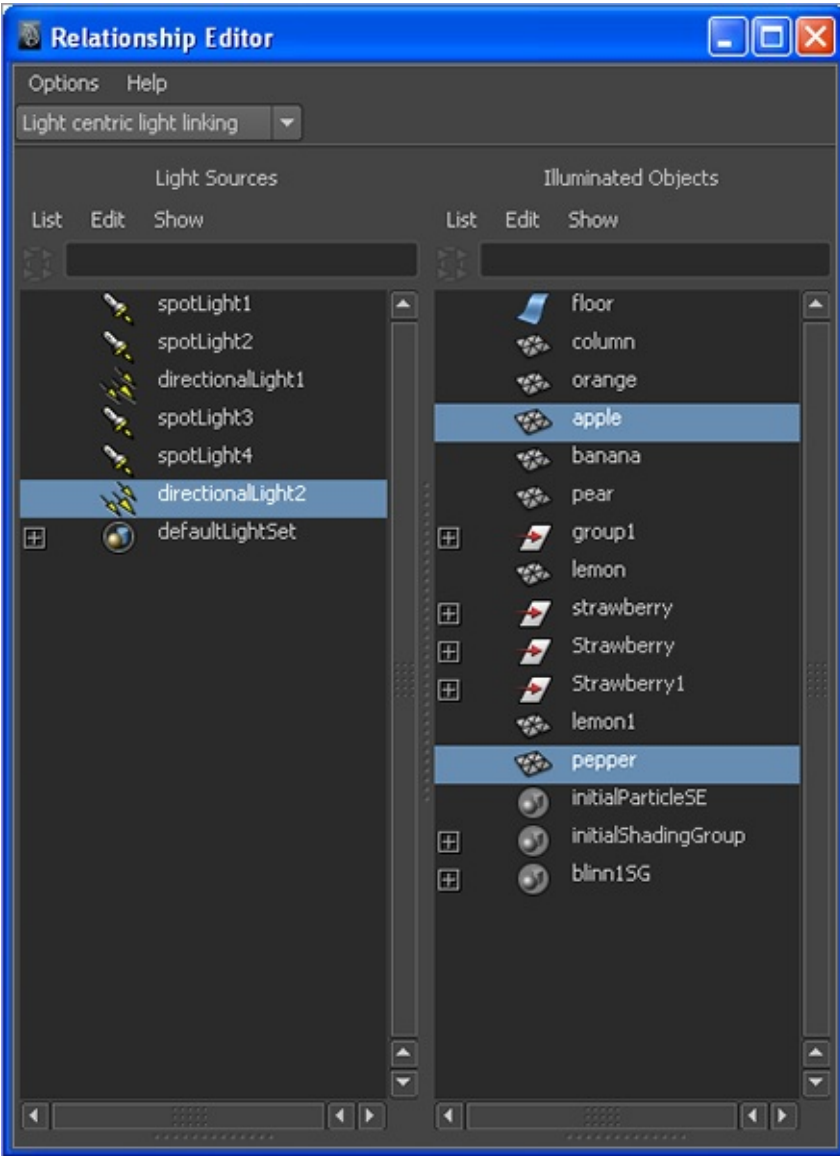 Relationship Editor
Options Help
Light centric light linking
Light Sources
List Edit Show
spotLight1
spotLight2
directionalLight1
spotLight3
spotLight4
directionalLight2
defaultLightSet
Illuminated Objects
List Edit Show
floor
column
orange
apple
banana
pear
group1
lemon
strawberry
Strawberry
Strawberry1
lemon1
pepper
initialParticleSE
initialShadingGroup
blinn1SG